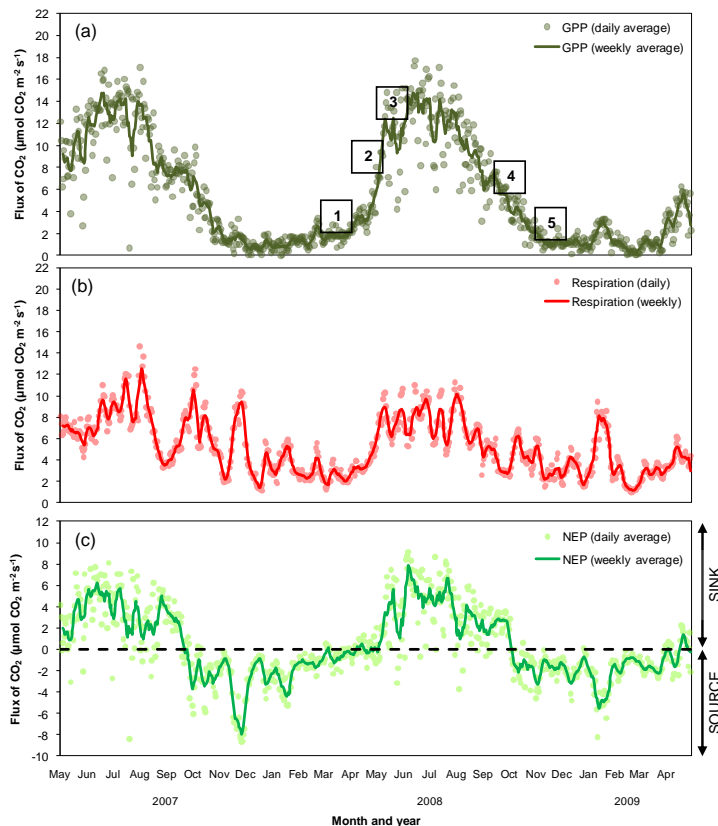 (a)
GPP (daily average)
GPP (weekly average)
Flux of CO₂ (µmol CO₂ m⁻² s⁻¹)
22
20
18
16
14
12
10
8
6
4
2
0
1
2
3
4
5
(b)
Respiration (daily)
Respiration (weekly)
Flux of CO₂ (µmol CO₂ m⁻² s⁻¹)
22
20
18
16
14
12
10
8
6
4
2
0
(c)
NEP (daily average)
NEP (weekly average)
Flux of CO₂ (µmol CO₂ m⁻² s⁻¹)
12
10
8
6
4
2
0
-2
-4
-6
-8
-10
SINK
SOURCE
May Jun Jul Aug Sep Oct Dec Jan Feb Mar Apr May Jun Jul Aug Sep Oct Nov Dec Jan Feb Mar Apr
2007 2008 2009
Month and year